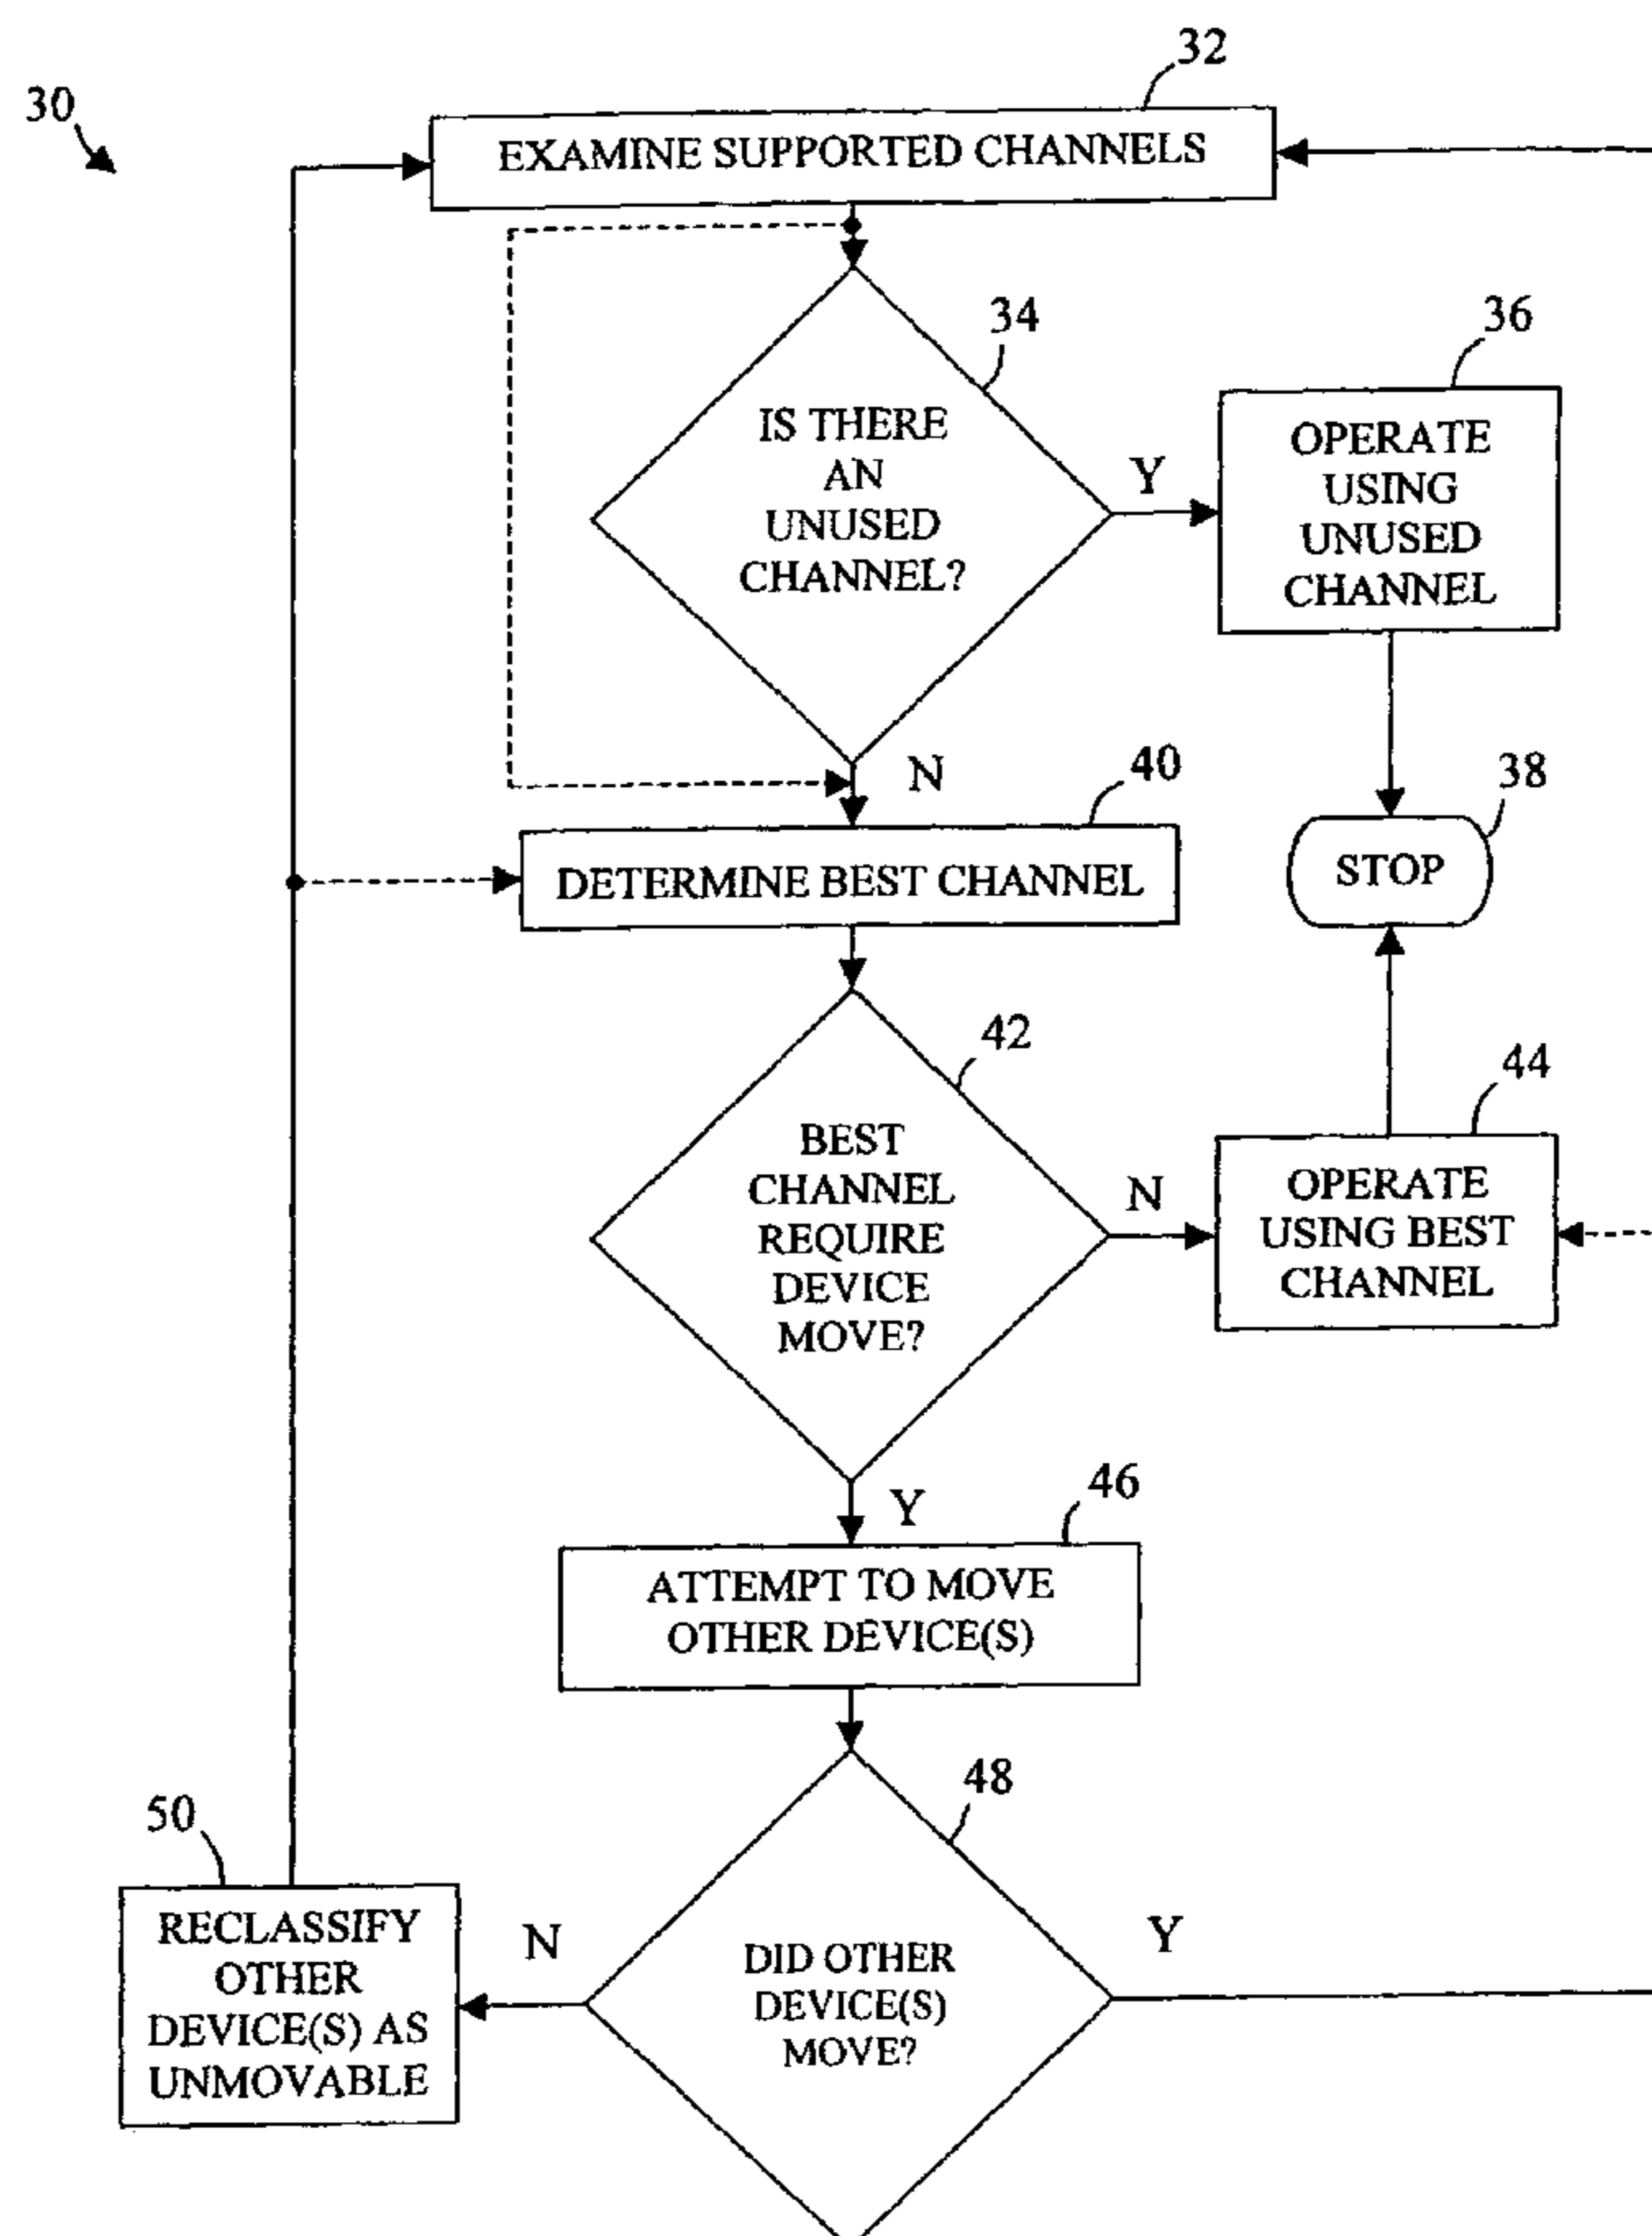 32
30
EXAMINE SUPPORTED CHANNELS
34
36
IS THERE
AN
UNUSED
CHANNEL?
Y
OPERATE
USING
UNUSED
CHANNEL
N
40
38
DETERMINE BEST CHANNEL
STOP
42
44
BEST
CHANNEL
REQUIRE
DEVICE
MOVE?
N
OPERATE
USING BEST
CHANNEL
Y
46
ATTEMPT TO MOVE
OTHER DEVICE(S)
48
50
RECLASSIFY
OTHER
DEVICE(S) AS
UNMOVABLE
N
DID OTHER
DEVICE(S)
MOVE?
Y